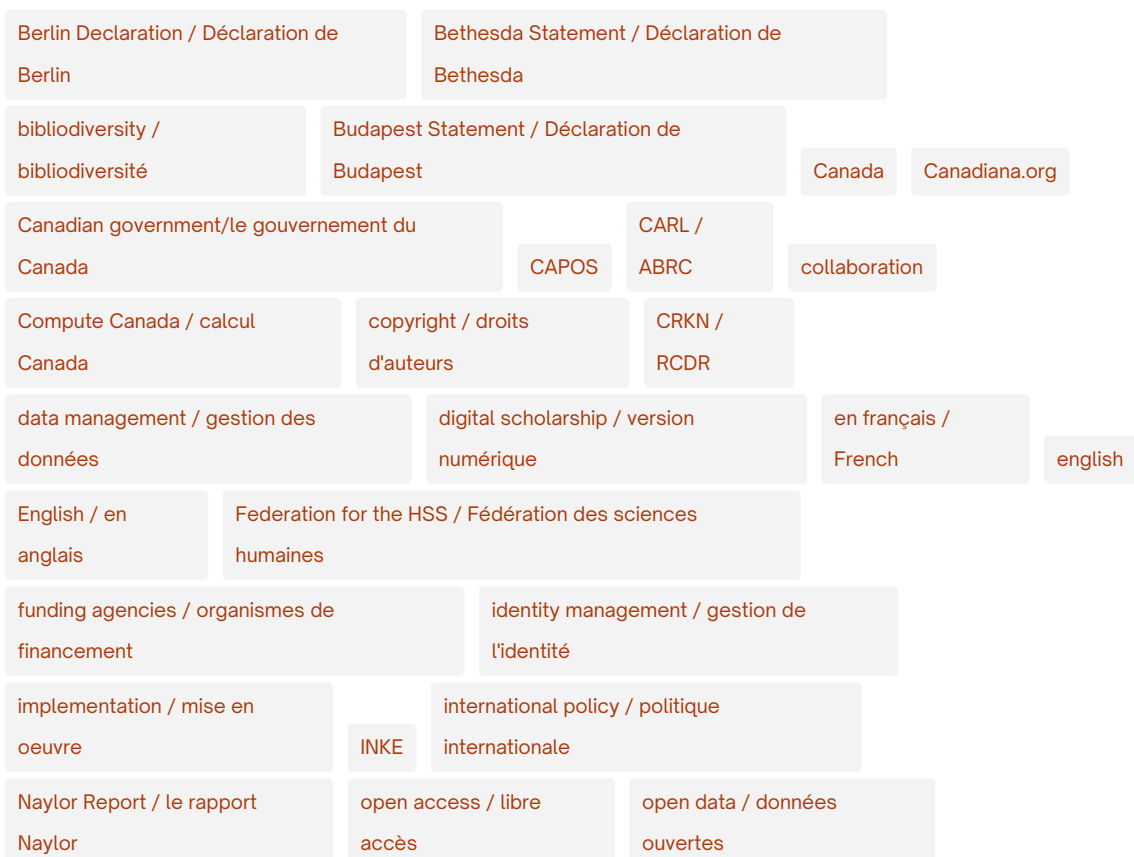 Berlin Declaration / Déclaration de
Berlin
Bethesda Statement / Déclaration de
Bethesda
bibliodiversity /
bibliodiversité
Budapest Statement / Déclaration de
Budapest
Canada
Canadiana.org
Canadian government/le gouvernement du
Canada
CAPOS
CARL /
ABRC
collaboration
Compute Canada / calcul
Canada
copyright / droits
d'auteurs
CRKN /
RCDR
data management / gestion des
données
digital scholarship / version
numérique
en français /
French
english
English / en
anglais
Federation for the HSS / Fédération des sciences
humaines
funding agencies / organismes de
financement
identity management / gestion de
l'identité
implementation / mise en
oeuvre
INKE
international policy / politique
internationale
Naylor Report / le rapport
Naylor
open access / libre
accès
open data / données
ouvertes